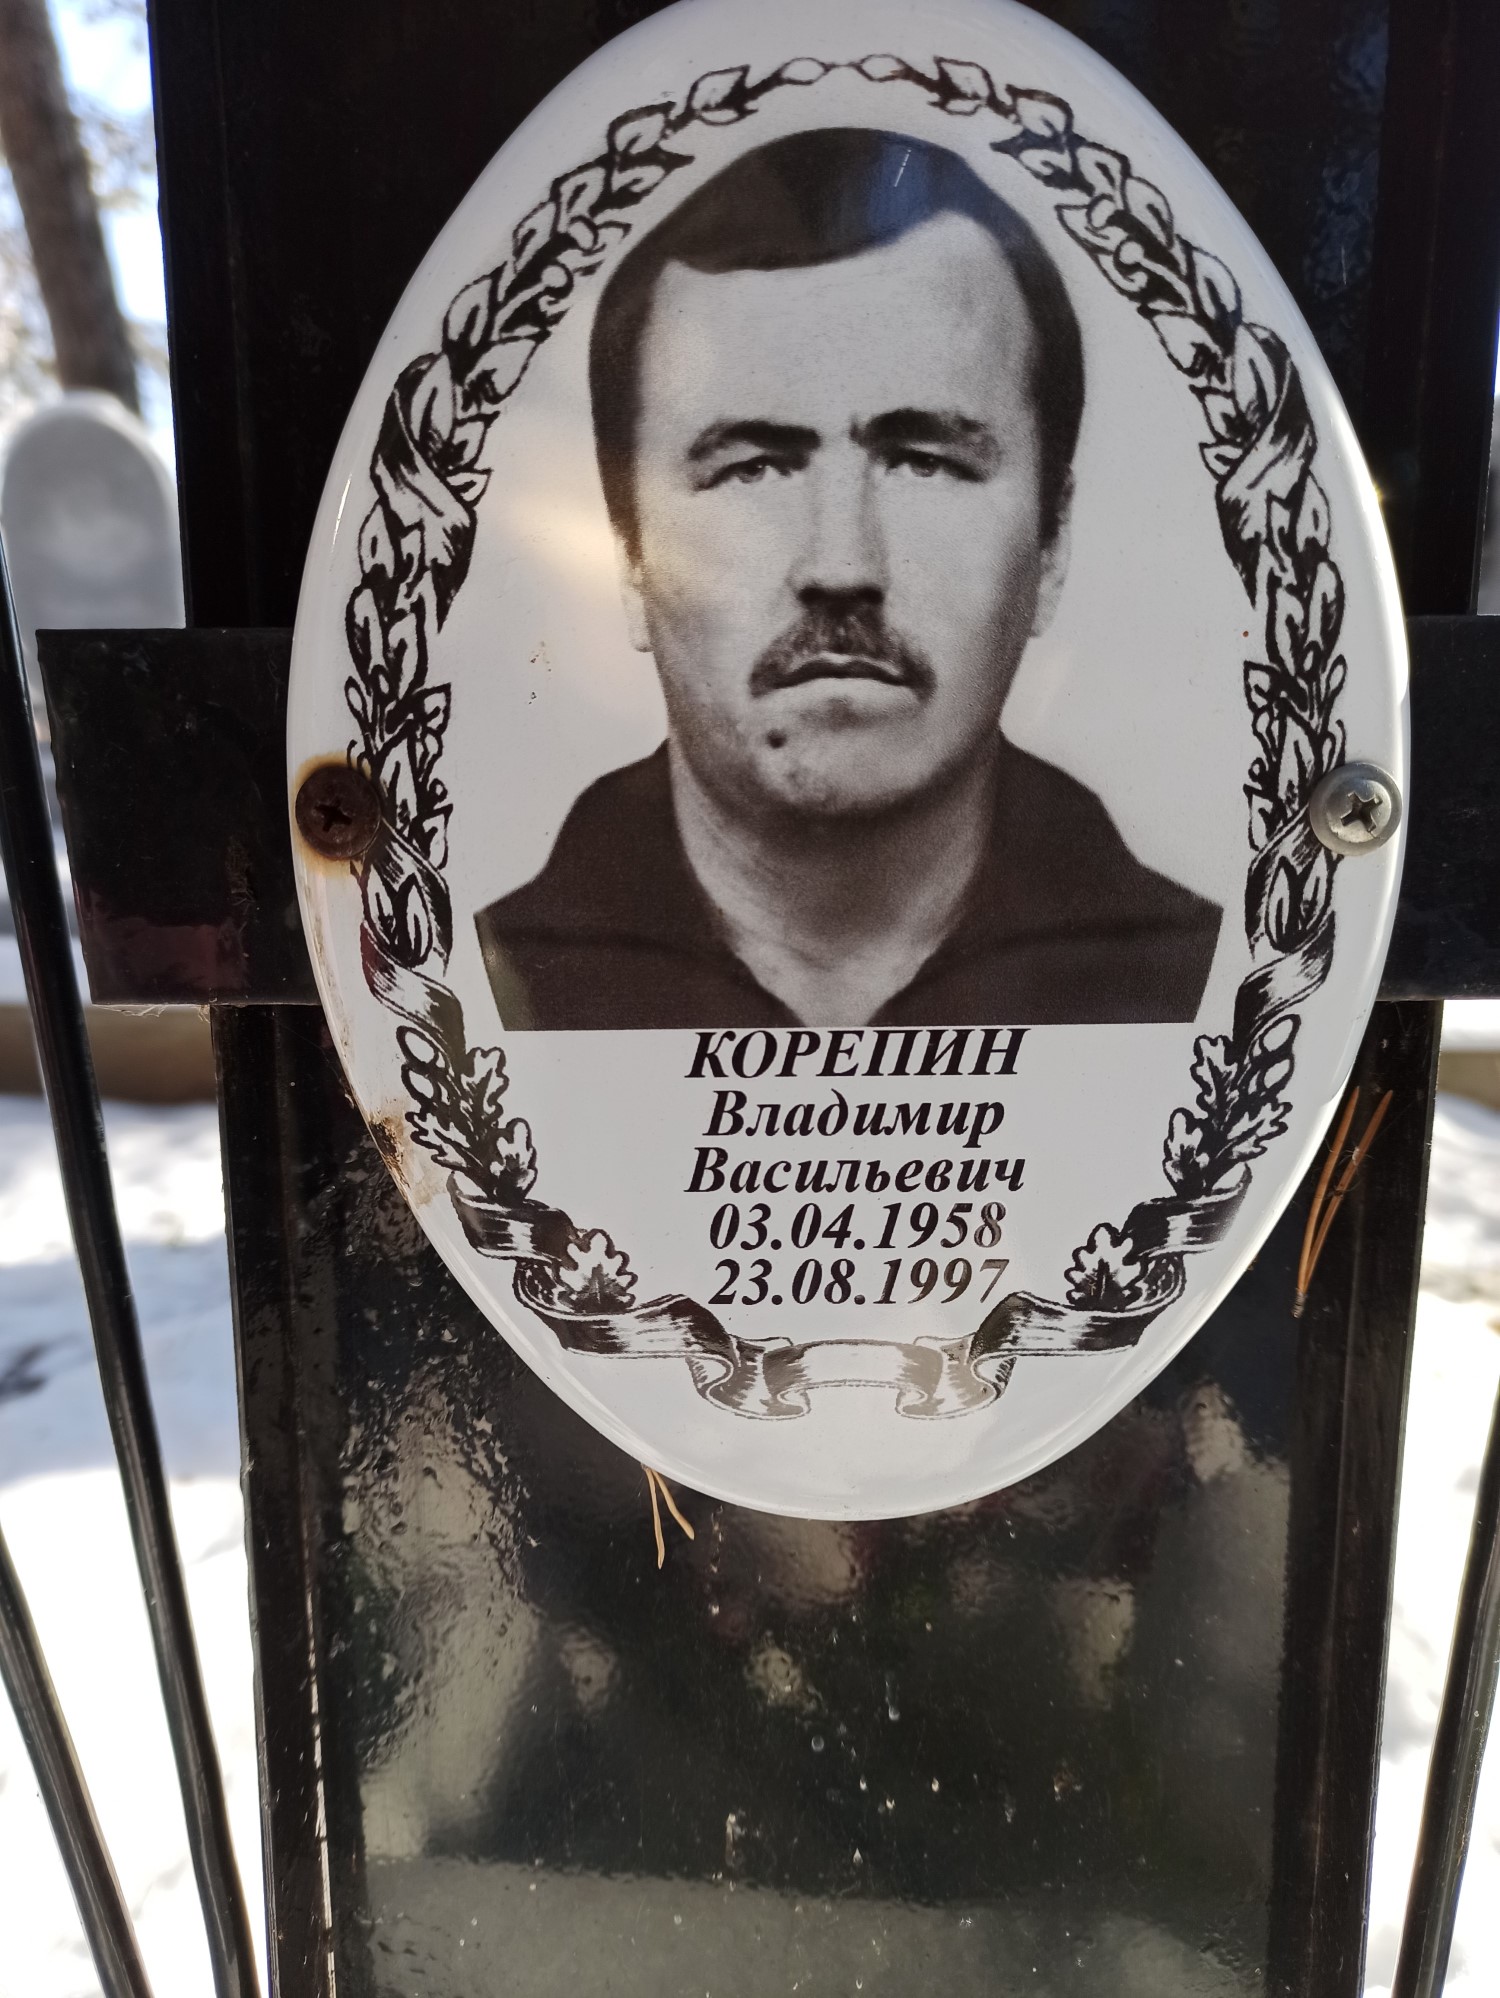 КОРЕПИН
Владимир
Васильевич
03.04.1958
23.08.1997